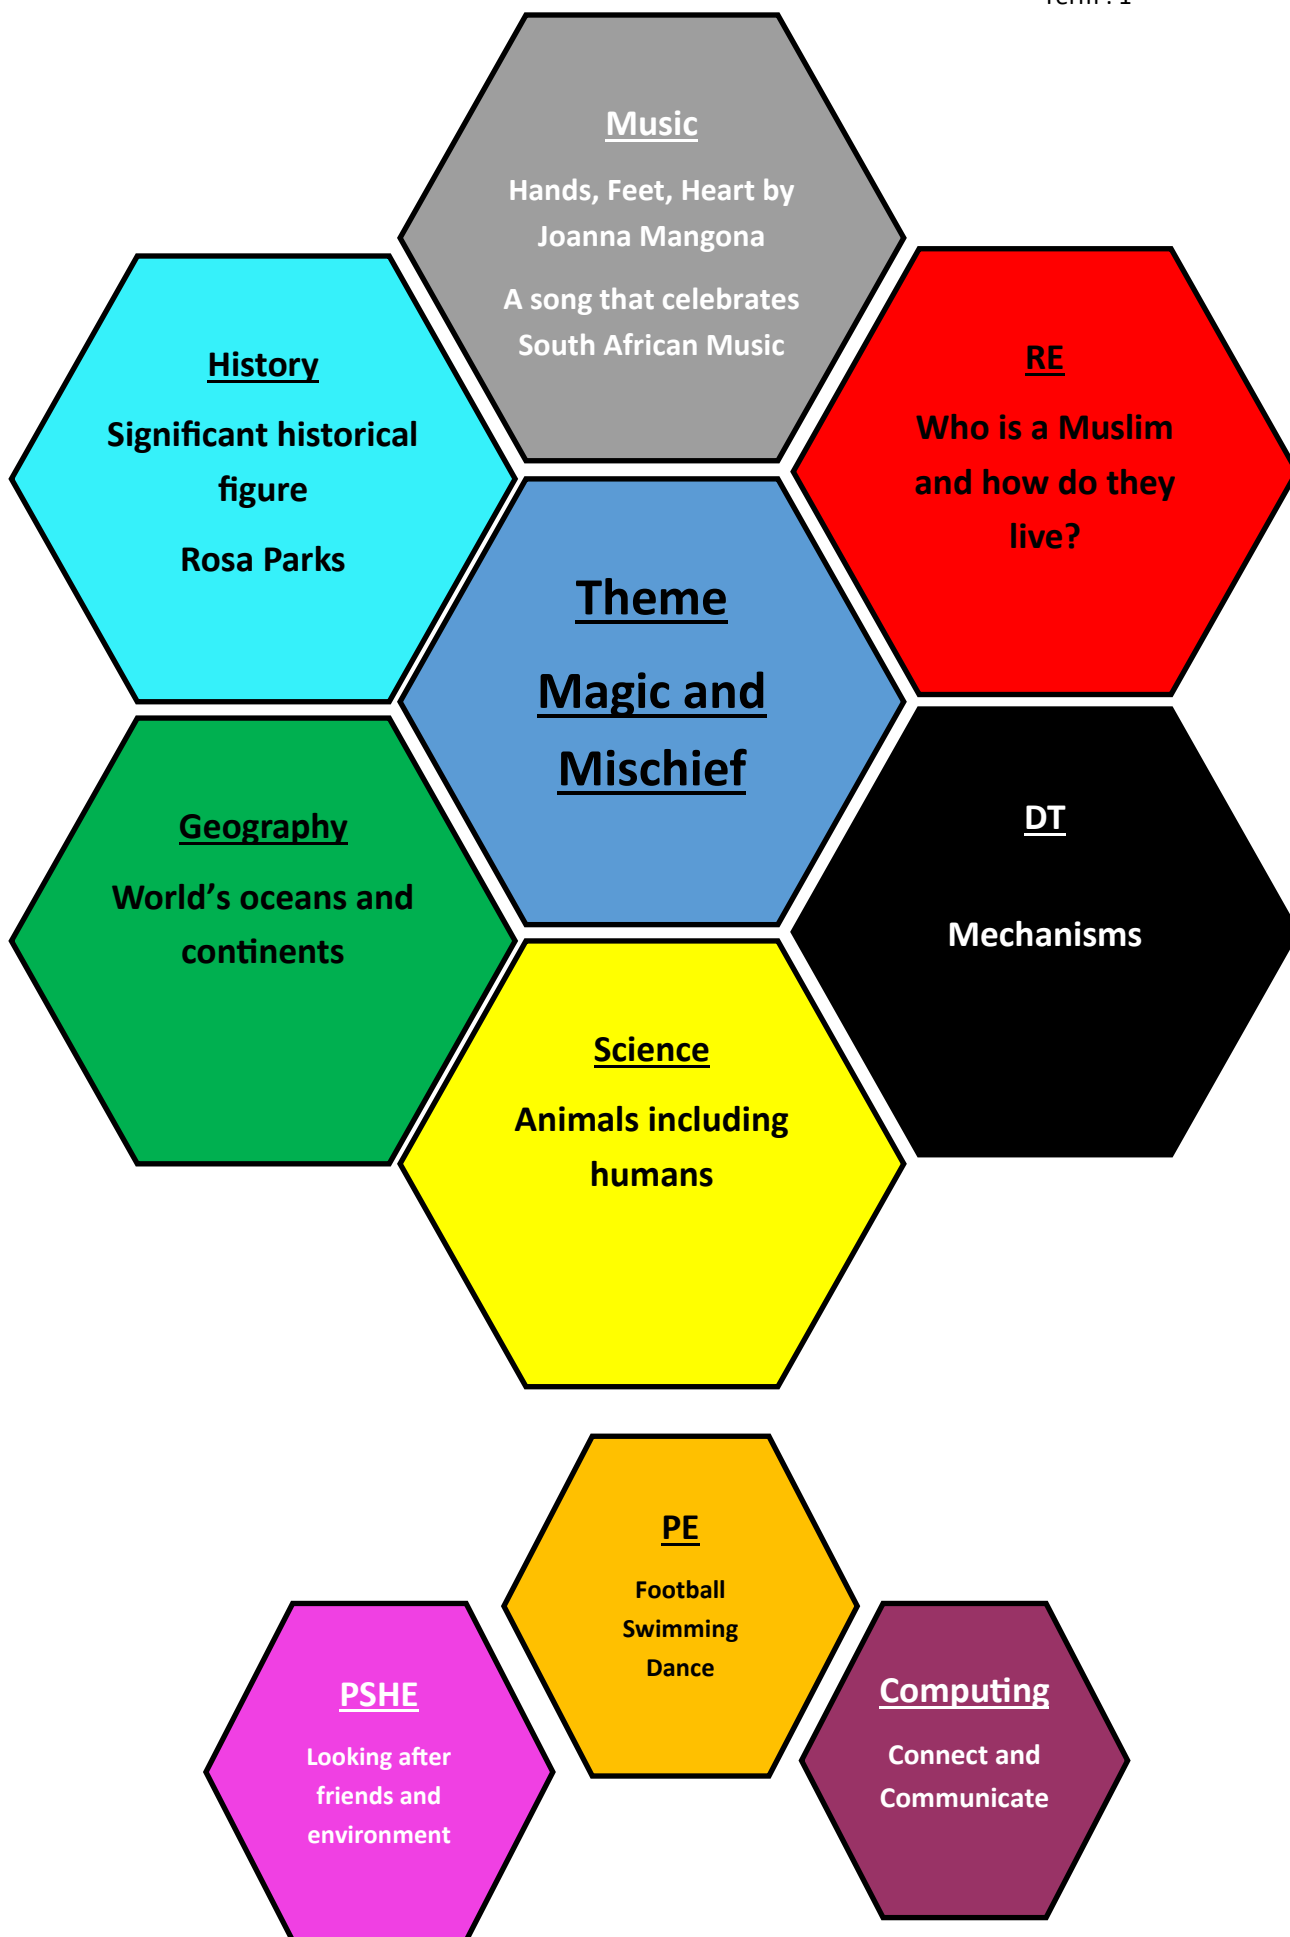 Term : 1
Music
Hands, Feet, Heart by
Joanna Mangona
A song that celebrates
South African Music
History
Significant historical
figure
Rosa Parks
RE
Who is a Muslim
and how do they
live?
Theme
Magic and
Mischief
Geography
World’s oceans and
continents
DT
Mechanisms
Science
Animals including
humans
PE
Football
Swimming
Dance
PSHE
Looking after
friends and
environment
Computing
Connect and
Communicate